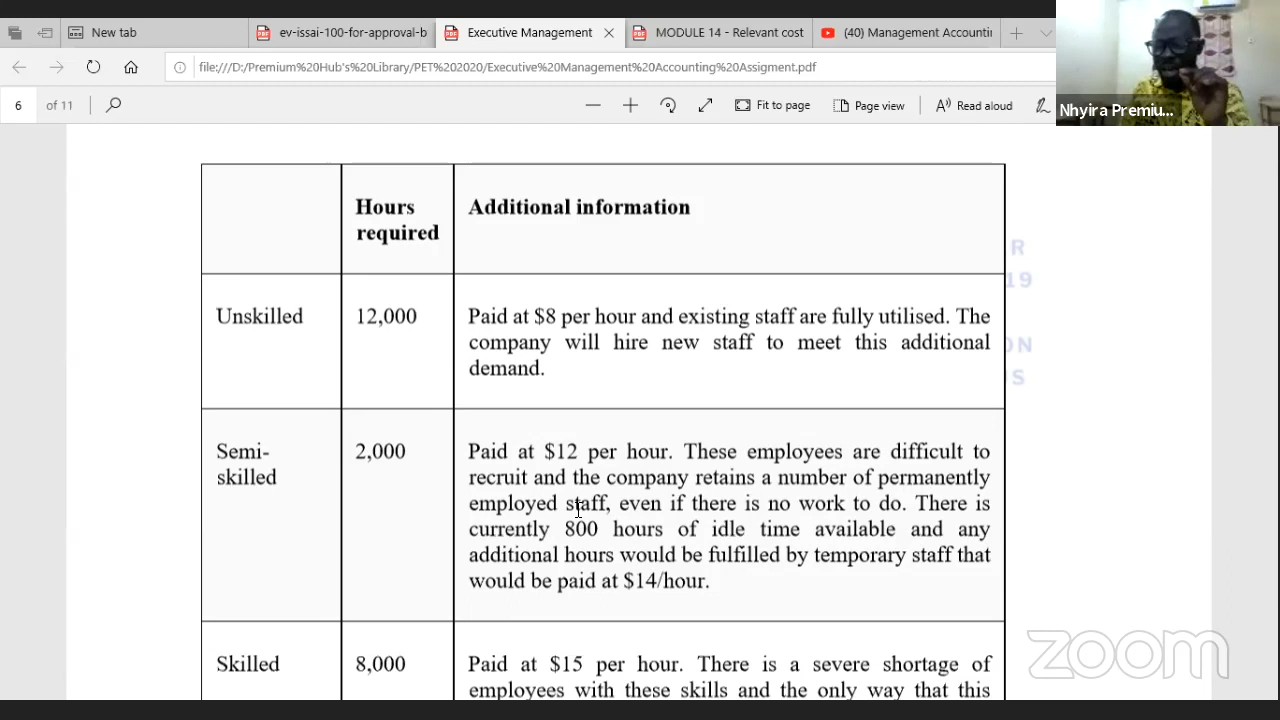 New tab
ev-issai-100-for-approval-b
Executive Management
MODULE 14 - Relevant cost
(40) Management Accountin
file:///D:/Premium%20Hub's%20Library/PET%202020/Executive%20Management%20Accounting%20Assigment.pdf
6 of 11
Fit to page
Page view
Read aloud
Nhyira Premiu...
Hours required
Additional information
R
19
ON
S
Unskilled
12,000
Paid at $8 per hour and existing staff are fully utilised. The
company will hire new staff to meet this additional
demand.
Semi-
skilled
2,000
Paid at $12 per hour. These employees are difficult to
recruit and the company retains a number of permanently
employed staff, even if there is no work to do. There is
currently 800 hours of idle time available and any
additional hours would be fulfilled by temporary staff that
would be paid at $14/hour.
Skilled
8,000
Paid at $15 per hour. There is a severe shortage of
employees with these skills and the only way that this
zoom